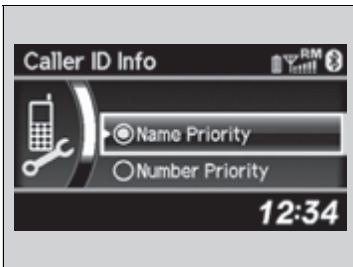 Caller ID Info
RM
Name Priority
Number Priority
12:34